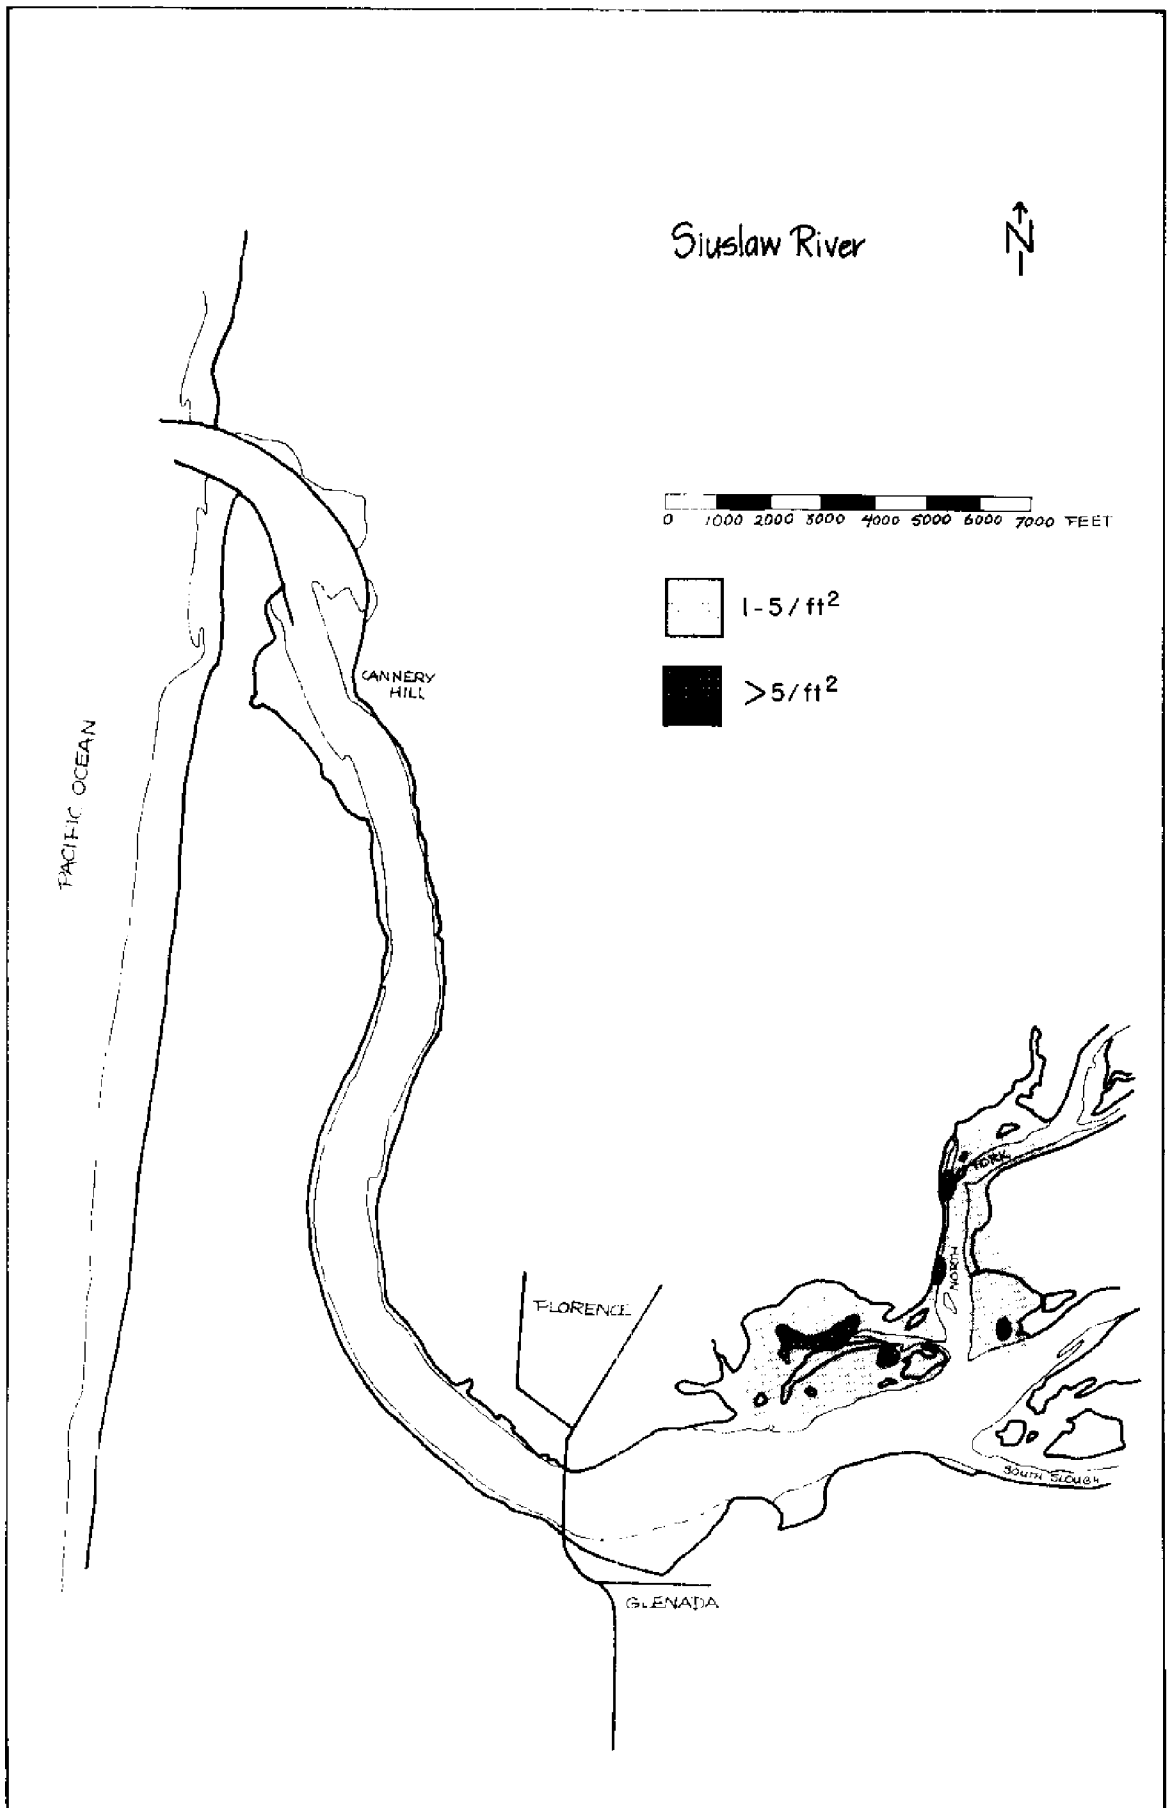 Siuslaw River
N
0 1000 2000 3000 4000 5000 6000 7000 FEET
1-5/ft²
>5/ft²
CANNERY
HILL
PACIFIC OCEAN
FORK
NORTH
FLORENCE
SOUTH SLOUGH
GLENADA